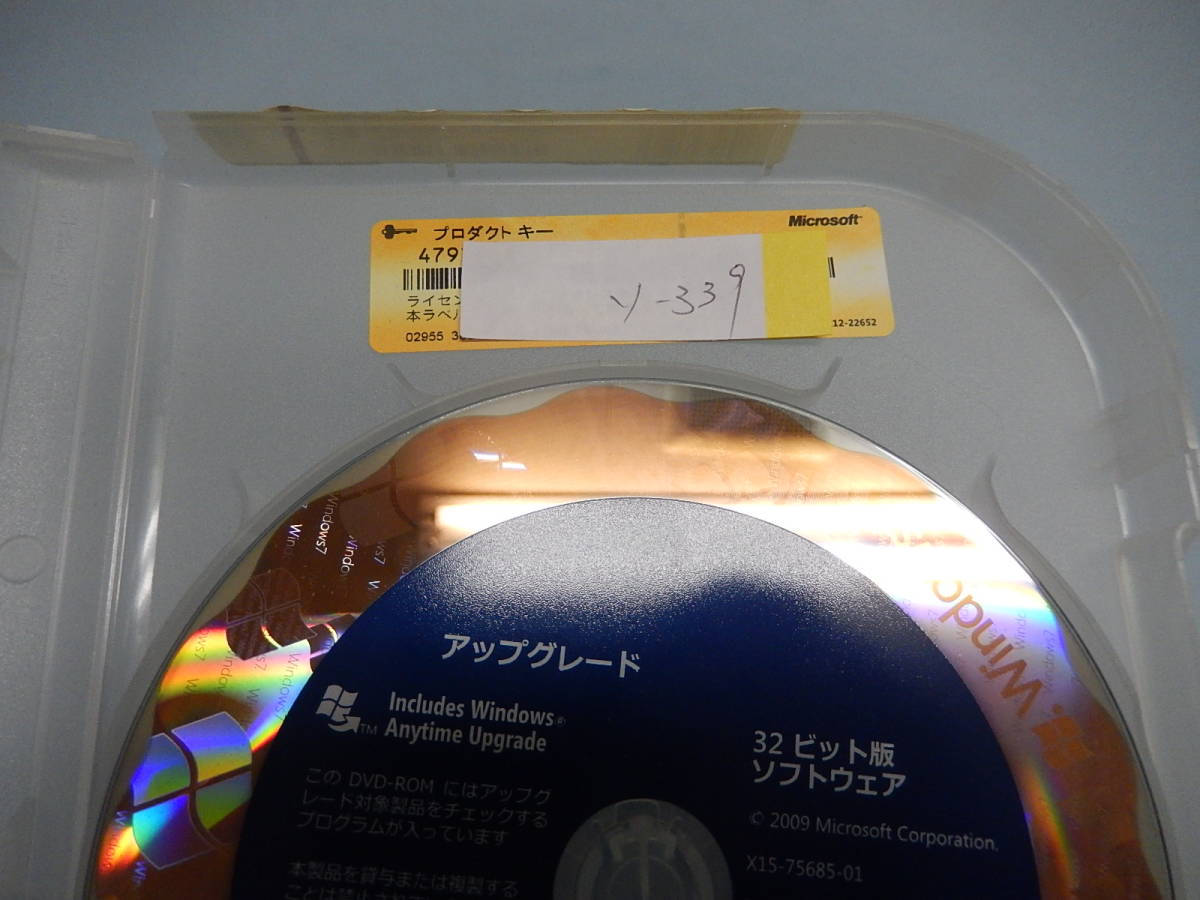 プロダクト キー
Microsoft
479
ソ-339
ライセン
本ラベル
02955
12-22652
Windows7
Windows7
アップグレード
Includes Windows®
Anytime Upgrade
32 ビット版
ソフトウェア
この DVD-ROM にはアップグ
レード対象製品をチェックする
プログラムが入っています
© 2009 Microsoft Corporation.
本製品を貸与または複製する
X15-75685-01